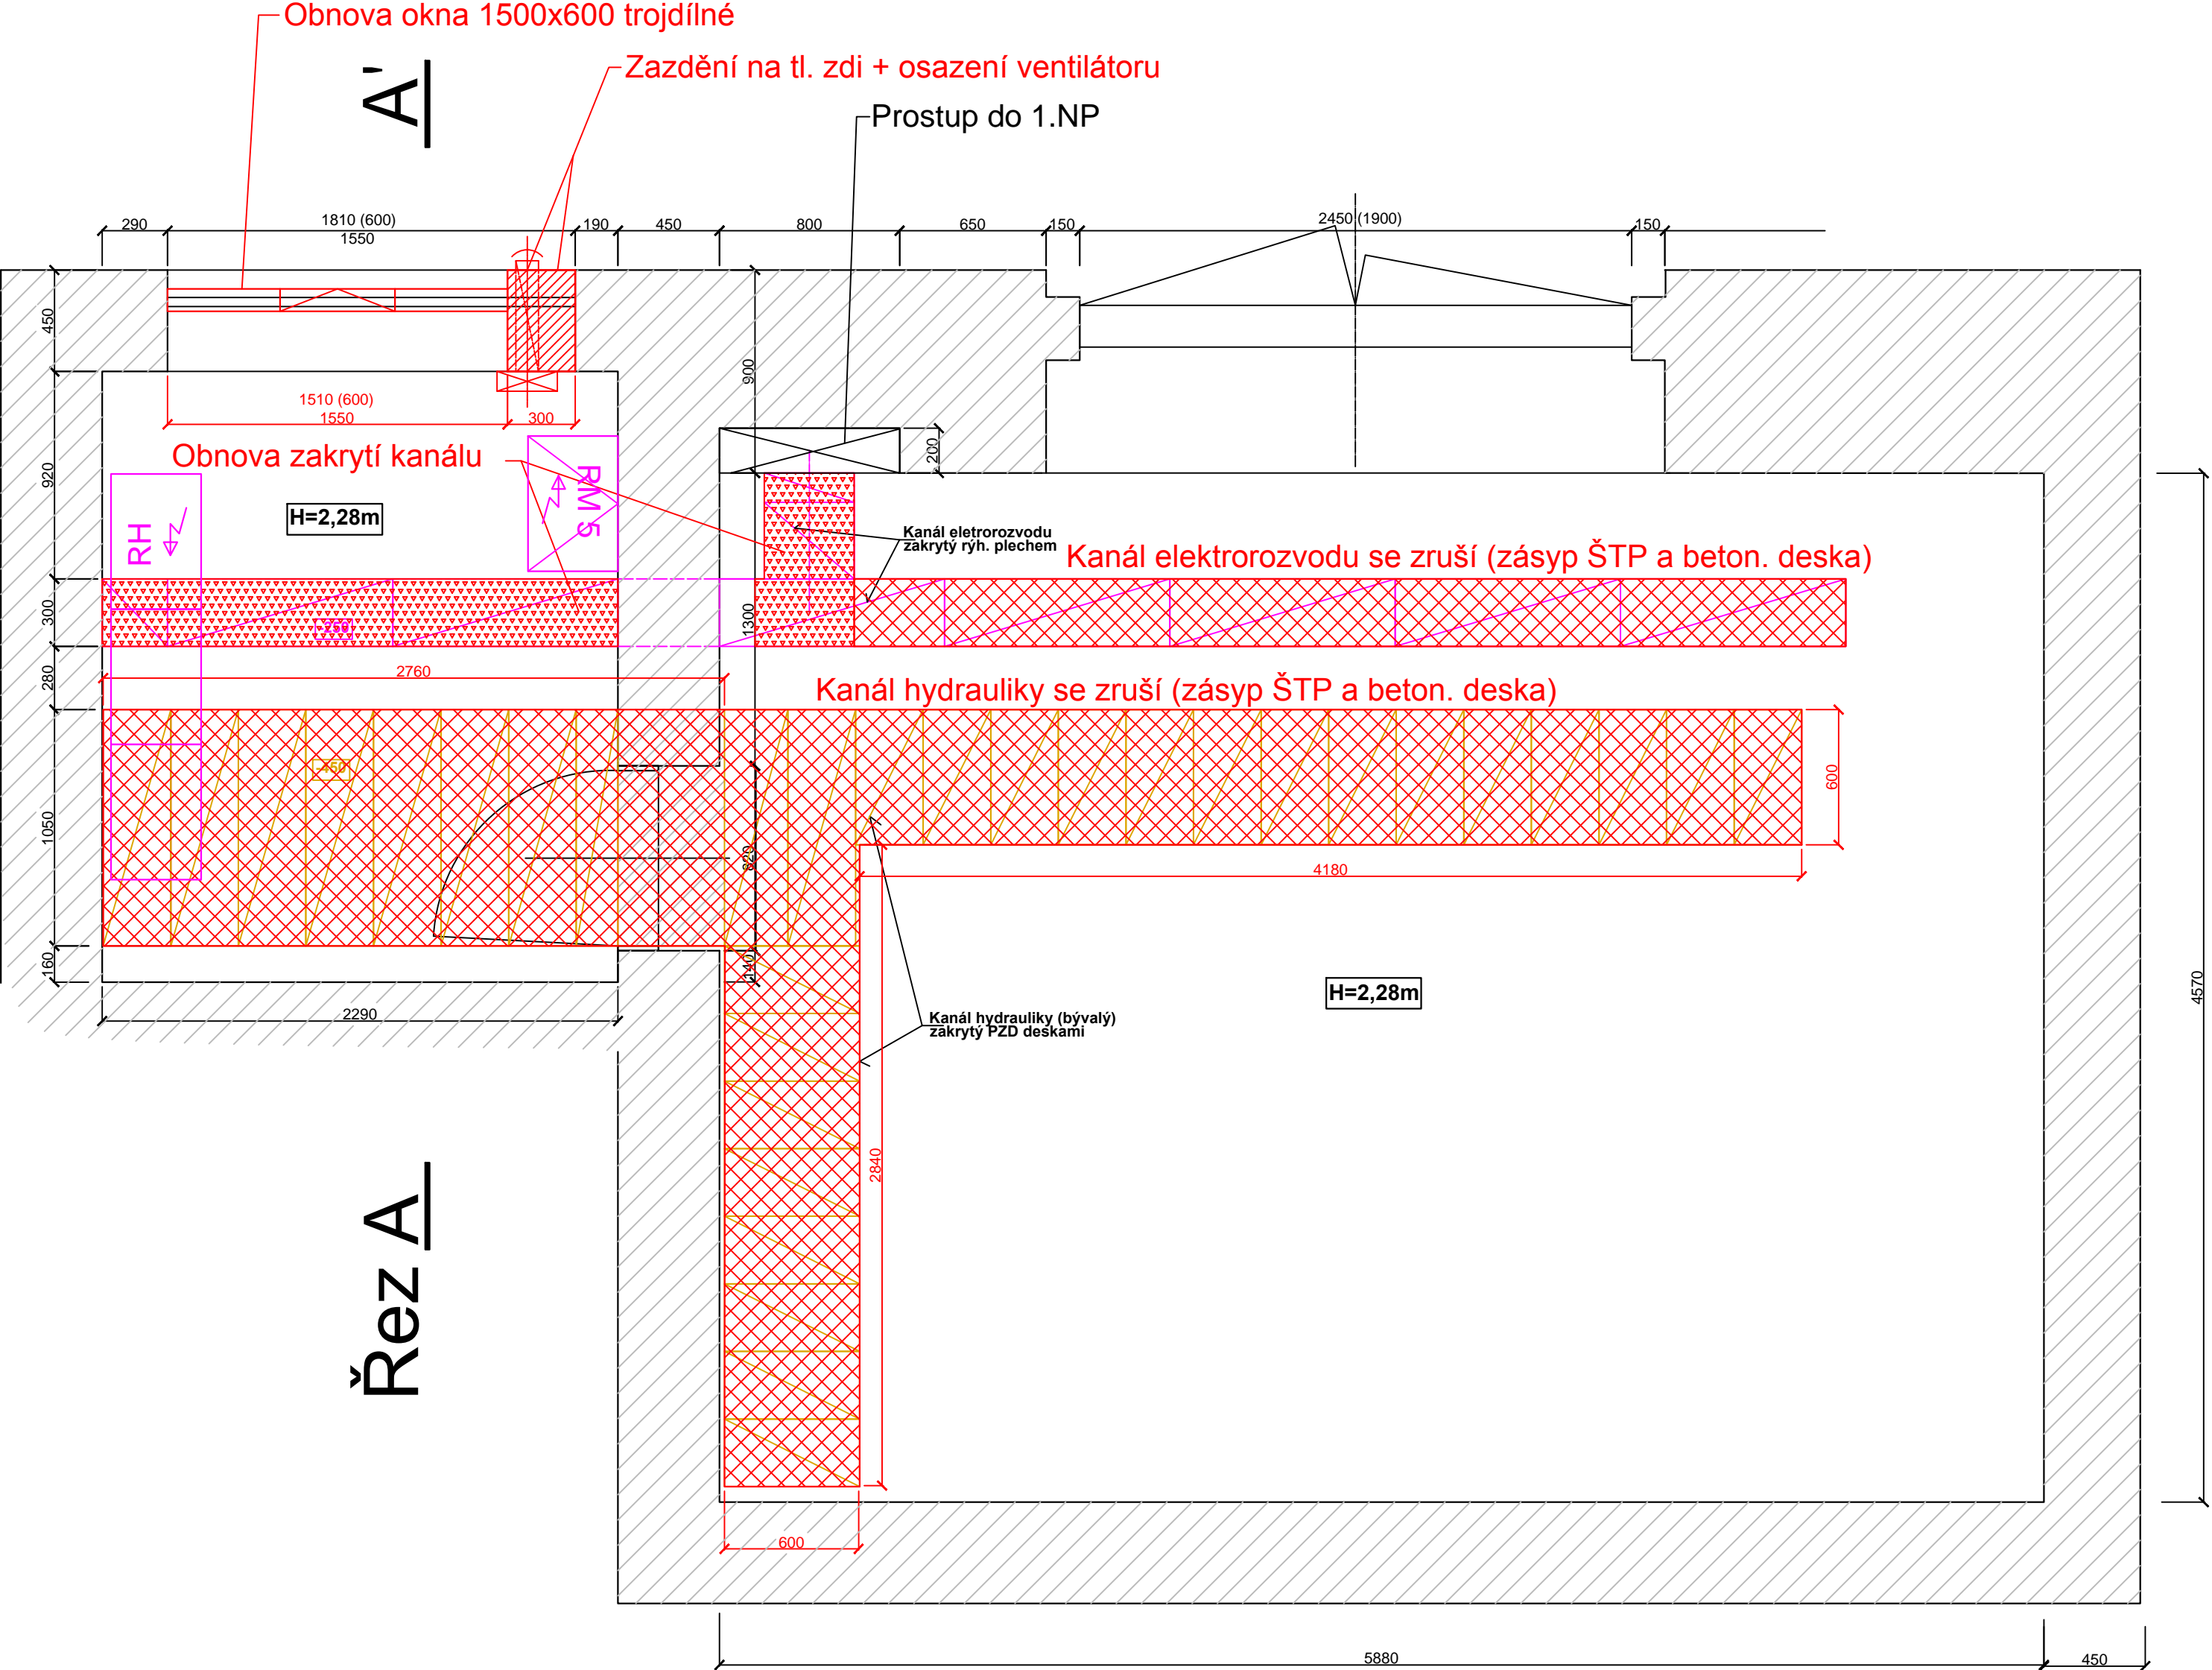 Obnova okna 1500x600 trojdílné
A'
Zazdění na tl. zdi + osazení ventilátoru
Prostup do 1.NP
290
1810 (600)
1550
190
450
800
650
150
2450 (1900)
150
450
900
1510 (600)
1550
300
200
Obnova zakrytí kanálu
920
RM 5
RH
H=2,28m
Kanál eletrorozvodu
zakrytý rýh. plechem
Kanál elektrorozvodu se zruší (zásyp ŠTP a beton. deska)
300
-250
1300
280
2760
Kanál hydrauliky se zruší (zásyp ŠTP a beton. deska)
-450
600
1050
820
4180
160
140
H=2,28m
4570
2290
Kanál hydrauliky (bývalý)
zakrytý PZD deskami
2840
Řez A
600
5880
450